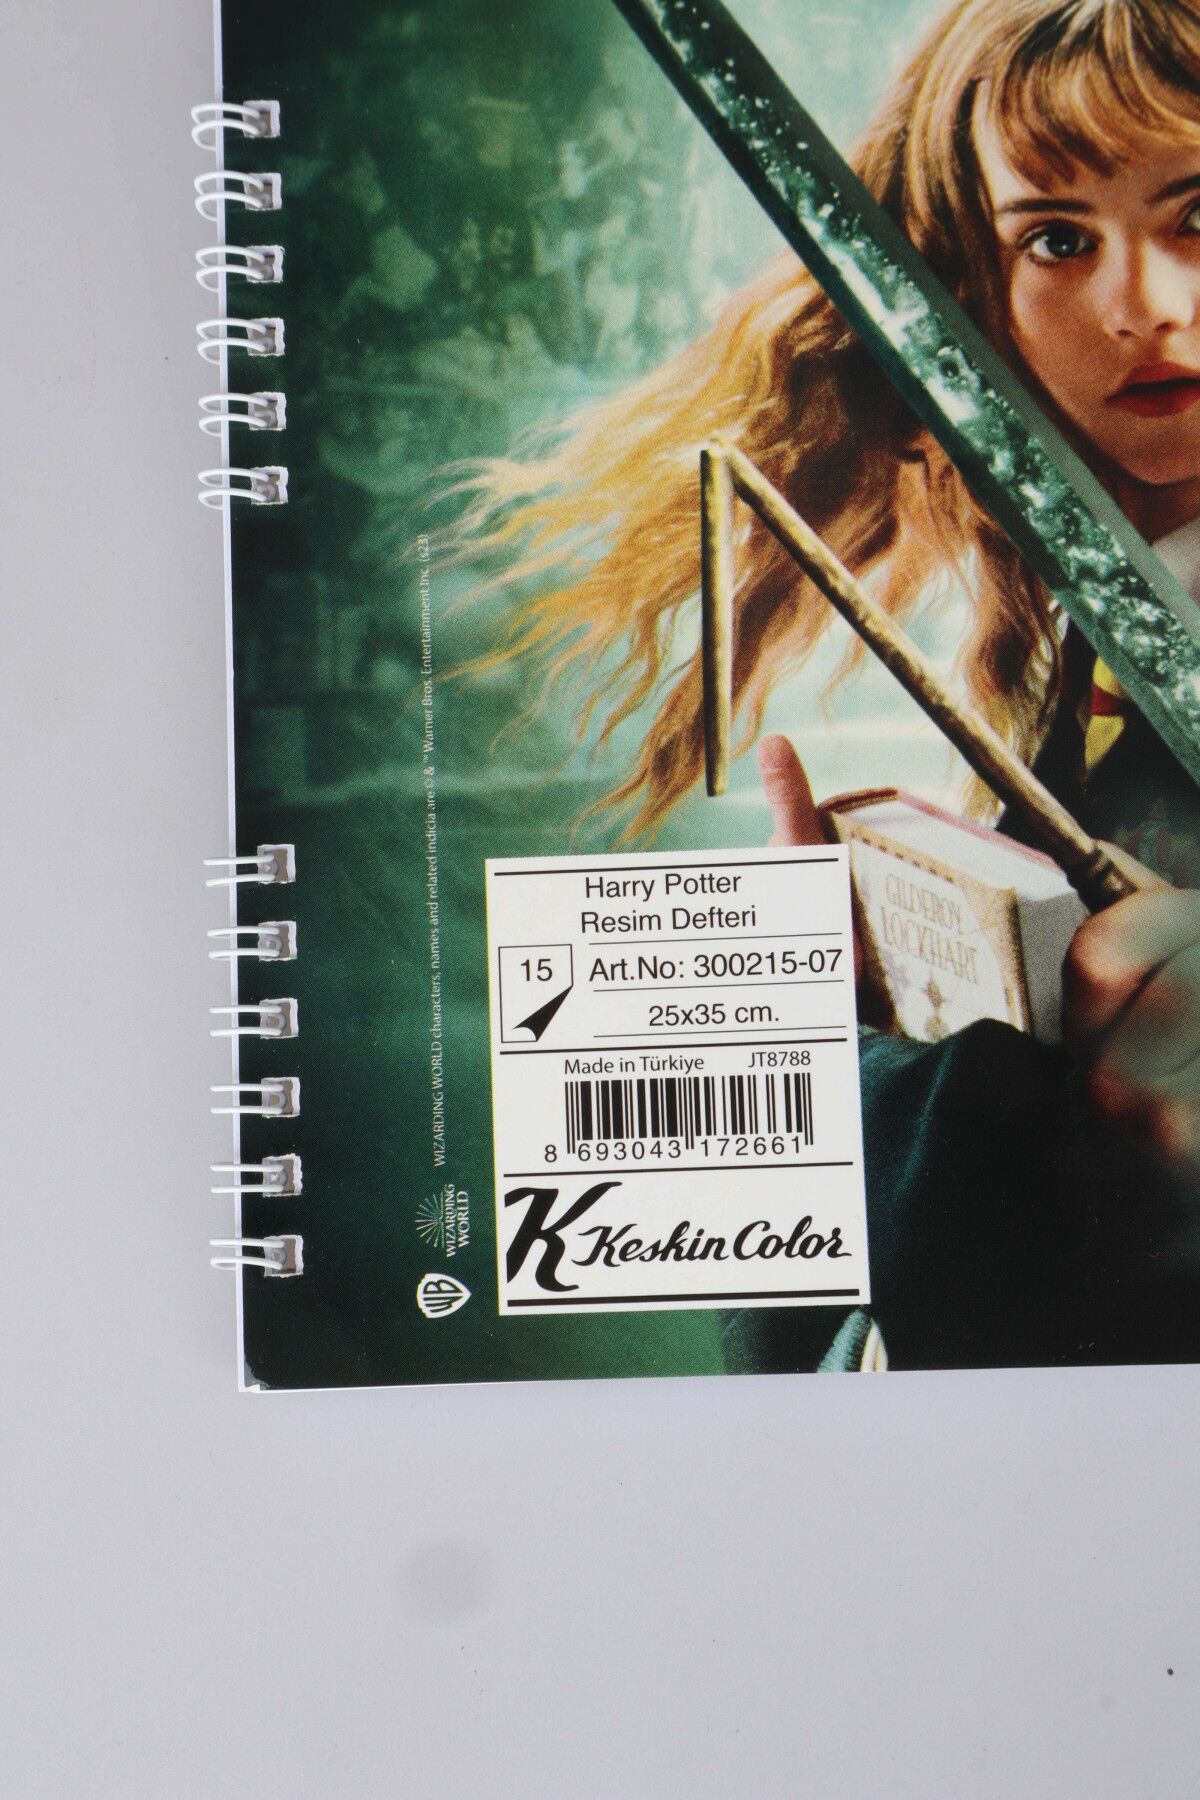 GILDEROY
LOCKHART
WIZARDING WORLD characters, names and related indicia are © & ™ Warner Bros. Entertainment Inc. (s23)
WIZARDING
WORLD
WB
Harry Potter
Resim Defteri
15
Art.No: 300215-07
25x35 cm.
Made in Türkiye JT8788
8 693043 172661
K Keskin Color